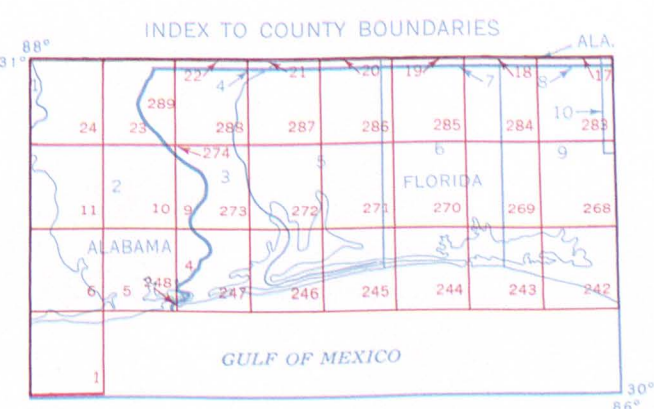 INDEX TO COUNTY BOUNDARIES
88°
ALA.
31°
22 21 20 19 18 17
4 7 8
1 289 10
24 23 288 287 286 285 284 283
274 5 6 9
2 3 FLORIDA
11 10 9 273 272 271 270 269 268
ALABAMA
4
6 5 248 247 246 245 244 243 242
GULF OF MEXICO
1
30°
86°